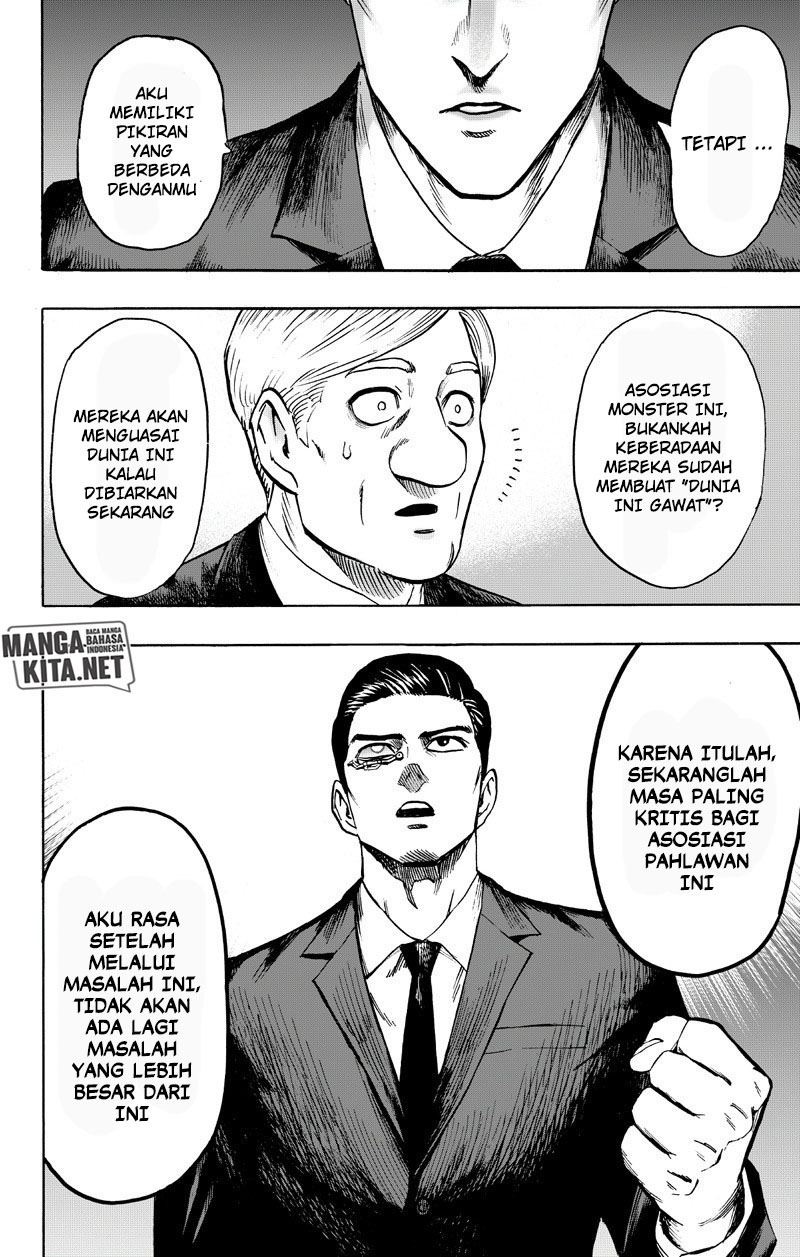 TETAPI ...
AKU
MEMILIKI
PIKIRAN
YANG
BERBEDA
DENGANMU
ASOSIASI
MONSTER INI,
BUKANKAH
KEBERADAAN
MEREKA SUDAH
MEMBUAT "DUNIA
INI GAWAT"?
MEREKA AKAN
MENGUASAI
DUNIA INI
KALAU
DIBIARKAN
SEKARANG
MANGA
KITA.NET
BACA MANGA
BAHASA
INDONESIA
KARENA ITULAH,
SEKARANGLAH
MASA PALING
KRITIS BAGI
ASOSIASI
PAHLAWAN
INI
AKU RASA
SETELAH
MELALUI
MASALAH INI,
TIDAK AKAN
ADA LAGI
MASALAH
YANG LEBIH
BESAR DARI
INI